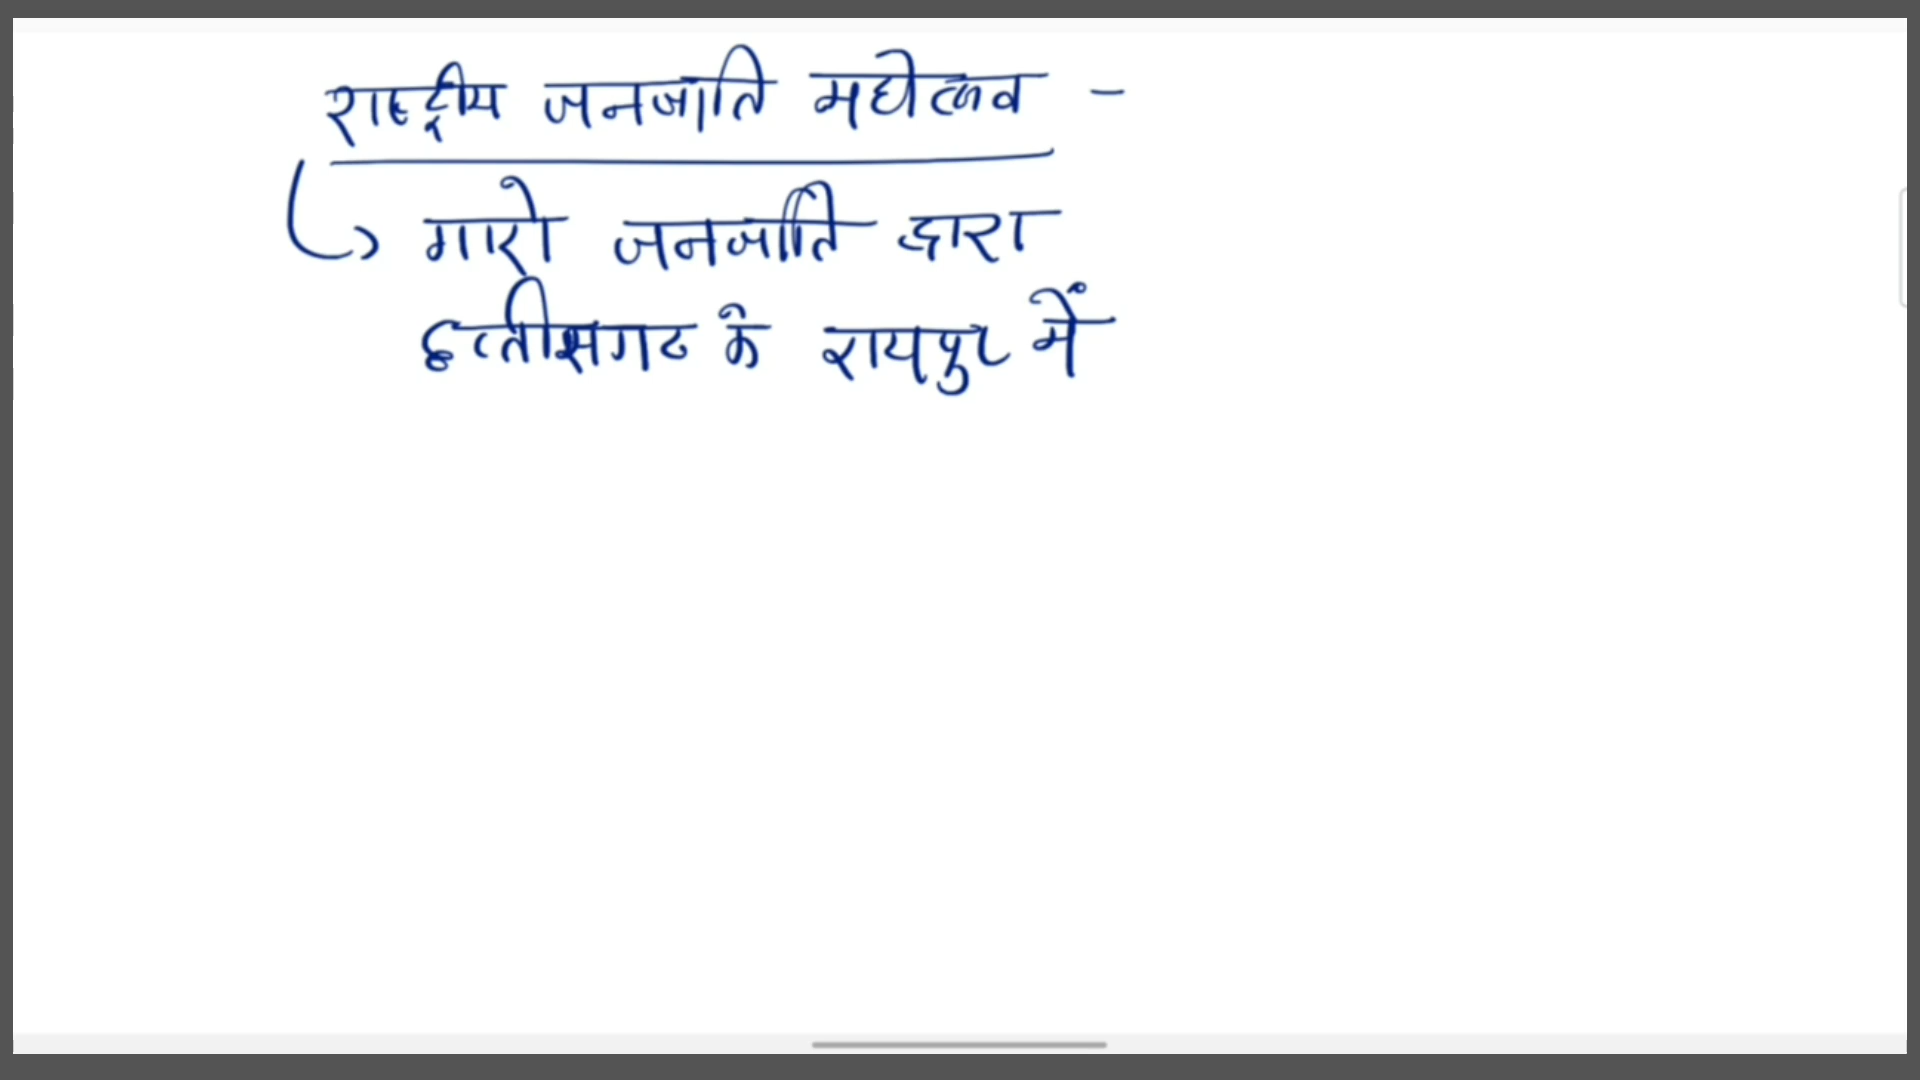 राष्ट्रीय जनजाति महोत्सव -
गारो जनजाति द्वारा
छत्तीसगढ के रायपुर में